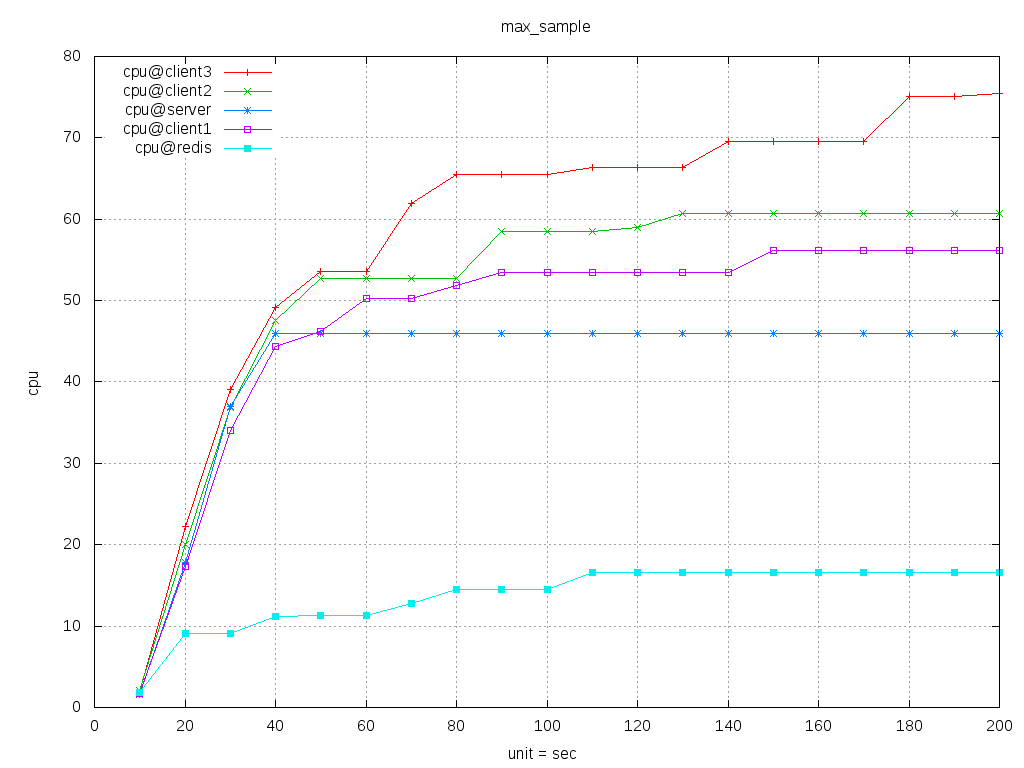 max_sample
80
70
60
50
40
30
20
10
0
cpu
cpu@client3
cpu@client2
cpu@server
cpu@client1
cpu@redis
0 20 40 60 80 100 120 140 160 180 200
unit = sec